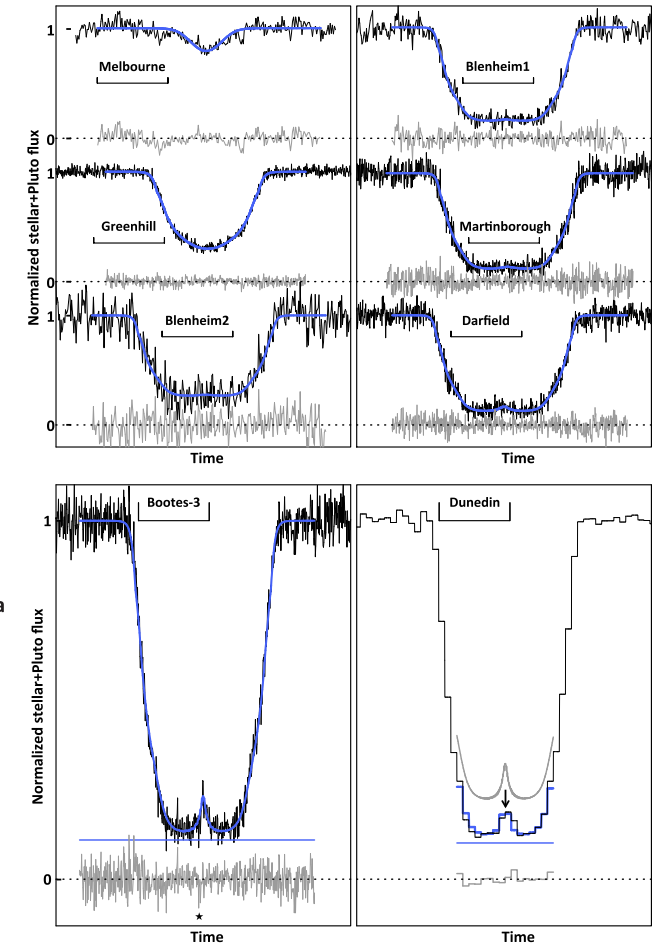 1
Melbourne
Blenheim1
0
1
Greenhill
Martinborough
0
1
Blenheim2
Darfield
0
Normalized stellar+Pluto flux
Time
Time
Bootes-3
Dunedin
1
a
Normalized stellar+Pluto flux
0
Time
Time